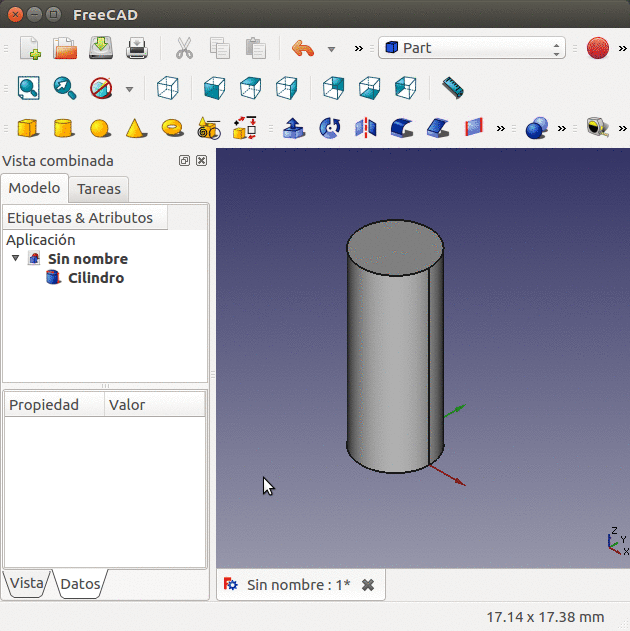 FreeCAD
Part
Vista combinada
Modelo Tareas
Etiquetas & Atributos
Aplicación
Sin nombre
Cilindro
Propiedad Valor
Vista Datos
Z
Y
X
Sin nombre : 1*
17.14 x 17.38 mm